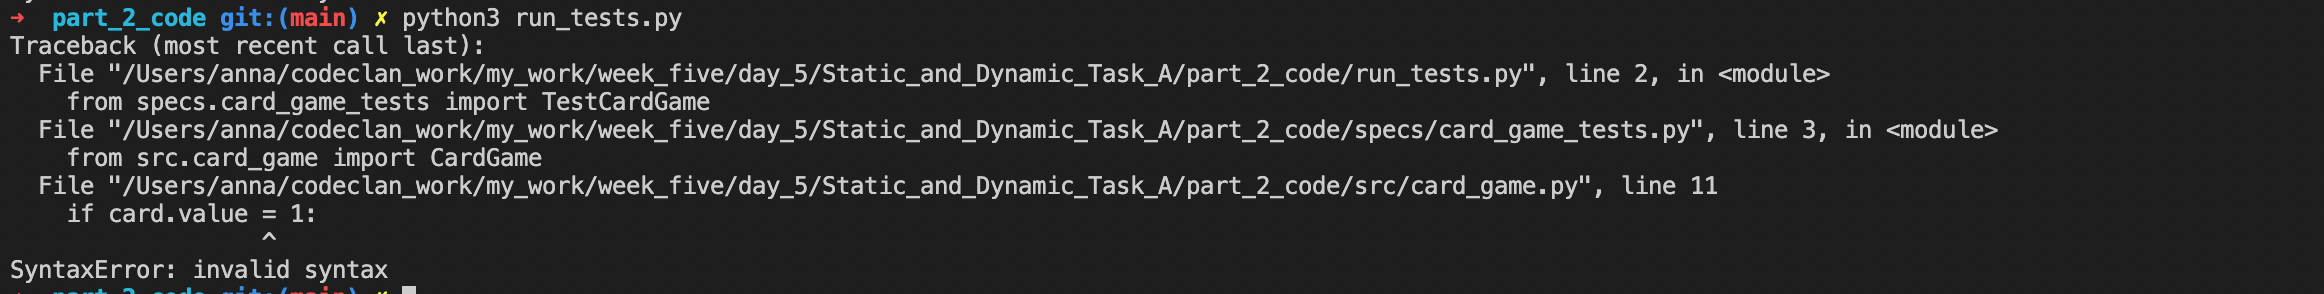 → part_2_code git:(main) ✗ python3 run_tests.py
Traceback (most recent call last):
  File "/Users/anna/codeclan_work/my_work/week_five/day_5/Static_and_Dynamic_Task_A/part_2_code/run_tests.py", line 2, in <module>
    from specs.card_game_tests import TestCardGame
  File "/Users/anna/codeclan_work/my_work/week_five/day_5/Static_and_Dynamic_Task_A/part_2_code/specs/card_game_tests.py", line 3, in <module>
    from src.card_game import CardGame
  File "/Users/anna/codeclan_work/my_work/week_five/day_5/Static_and_Dynamic_Task_A/part_2_code/src/card_game.py", line 11
    if card.value = 1:
                  ^
SyntaxError: invalid syntax
part_2_code git:(main) ✗